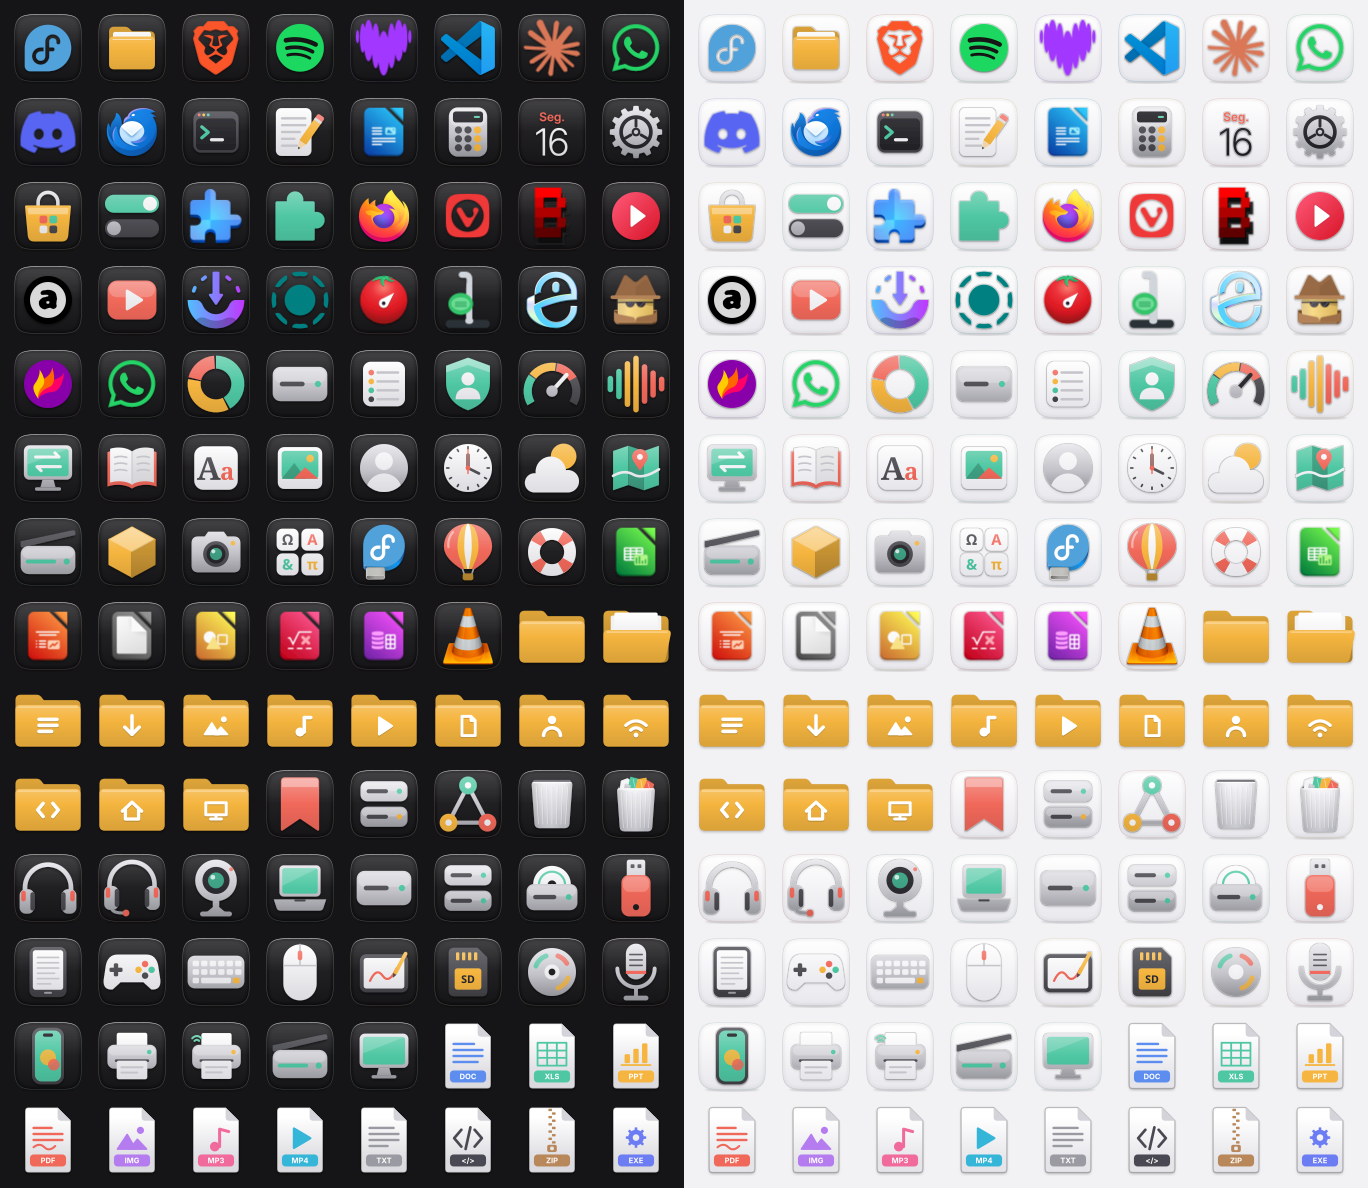 Seg. Seg.
16 16
a a
Aa Aa
Ω A Ω A
& π & π
√x √x
SD SD
DOC XLS PPT DOC XLS PPT
PDF IMG MP3 MP4 TXT </> ZIP EXE PDF IMG MP3 MP4 TXT </> ZIP EXE